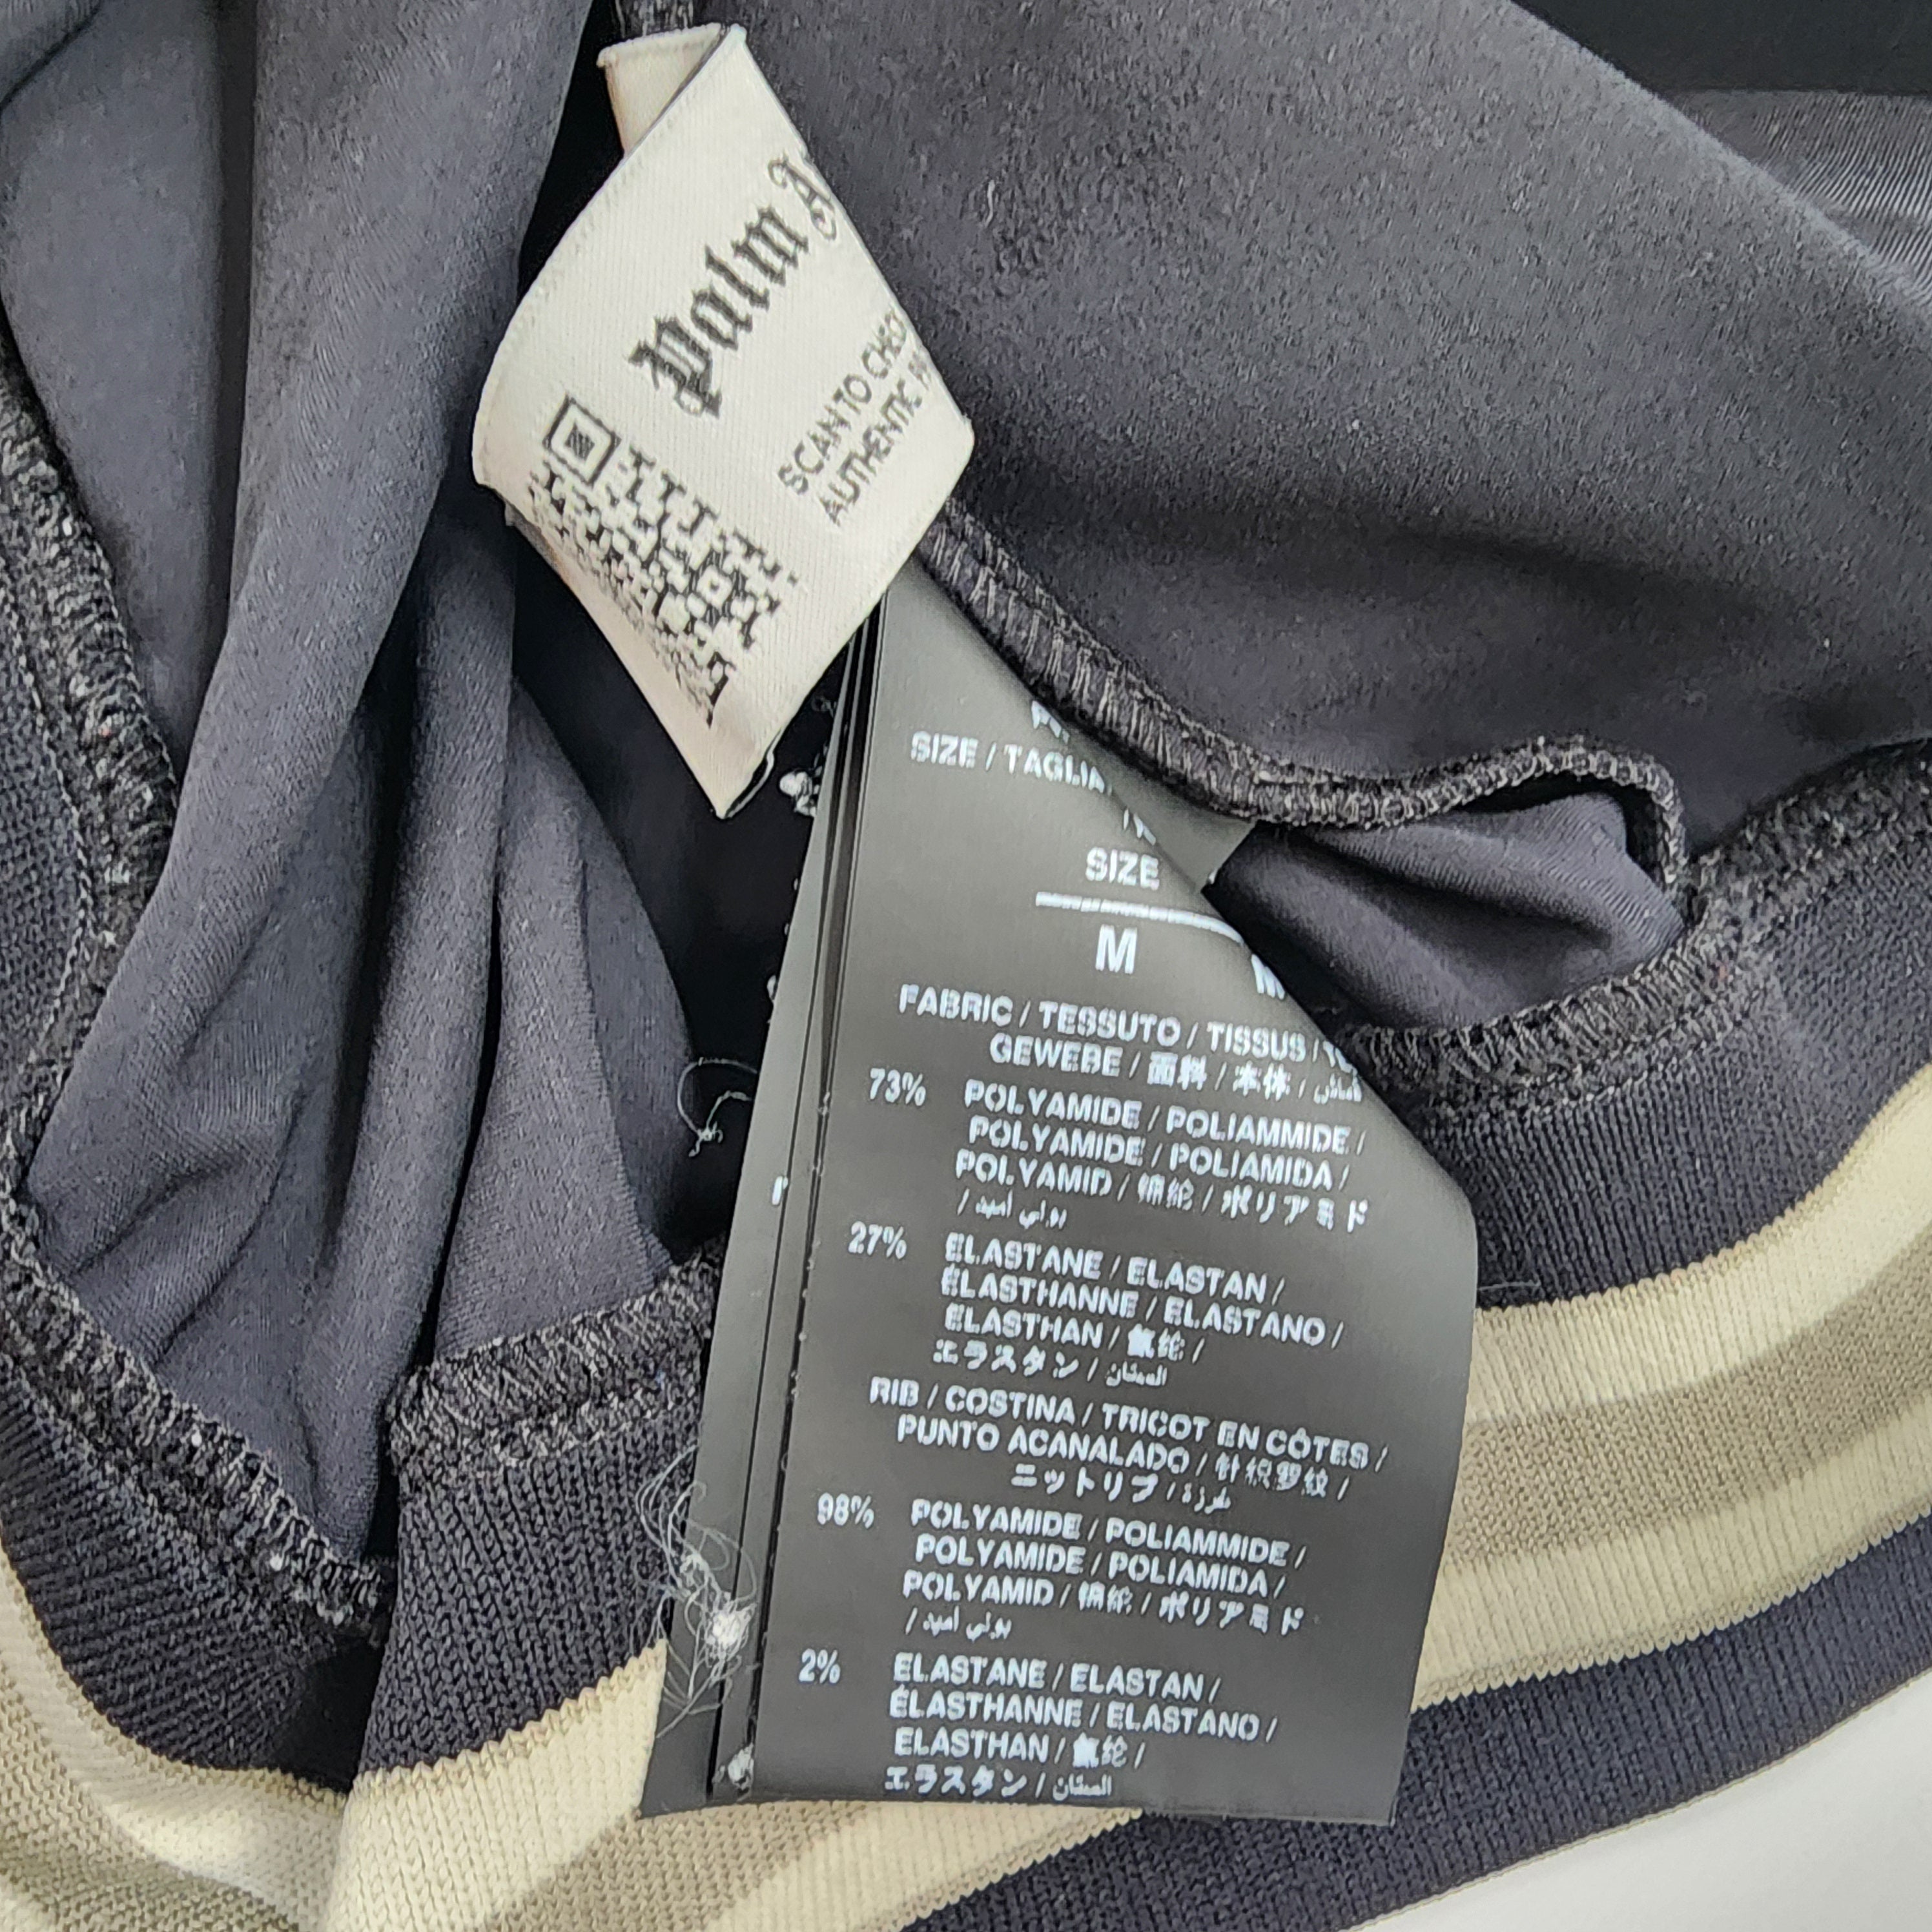 Palm A
SCAN TO CHEC
AUTHENTIC
SIZE / TAGLIA
SIZE
M
FABRIC / TESSUTO / TISSUS /
GEWEBE / 面料 / 本体 /
73% POLYAMIDE / POLIAMMIDE /
POLYAMIDE / POLIAMIDA /
POLYAMID / 锦纶 / ポリアミド
/ بولي أميد
27% ELASTANE / ELASTAN /
ÉLASTHANNE / ELASTANO /
ELASTHAN / 氨纶 /
エラスタン /
RIB / COSTINA / TRICOT EN CÔTES /
PUNTO ACANALADO / 针织罗纹 /
ニットリブ /
98% POLYAMIDE / POLIAMMIDE /
POLYAMIDE / POLIAMIDA /
POLYAMID / 锦纶 / ポリアミド
/ بولي أميد
2% ELASTANE / ELASTAN /
ÉLASTHANNE / ELASTANO /
ELASTHAN / 氨纶 /
エラスタン /